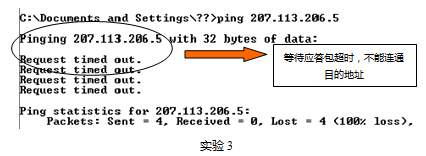 C:\Documents and Settings\??>ping 207.113.206.5
Pinging 207.113.206.5 with 32 bytes of data:
Request timed out.
Request timed out.
Request timed out.
Request timed out.
等待应答包超时，不能连通
目的地址
Ping statistics for 207.113.206.5:
Packets: Sent = 4, Received = 0, Lost = 4 (100% loss),
实验 3